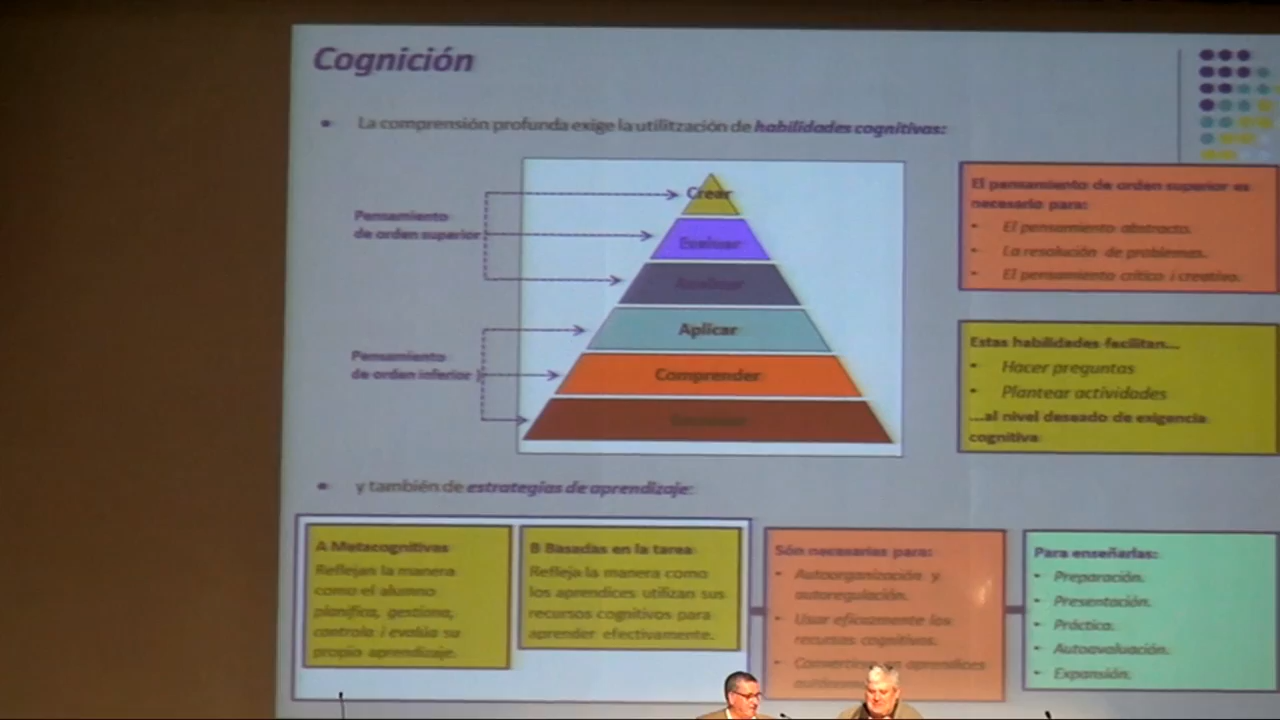 Cognición
• La comprensión profunda exige la utilitzación de habilidades cognitivas:
Crear
Evaluar
Analizar
Aplicar
Comprender
Pensamiento
de orden superior
Pensamiento
de orden inferior
El pensamiento de orden superior es
necesario para:
• El pensamiento abstracto.
• La resolución de problemas.
• El pensamiento crítico i creativo.
Estas habilidades facilitan...
• Hacer preguntas
• Plantear actividades
...al nivel deseado de exigencia
cognitiva
• y también de estrategias de aprendizaje:
A Metacognitivas
Reflejan la manera
como el alumno
planifica, gestiona,
controla i evalúa su
propio aprendizaje.
B Basadas en la tarea
Refleja la manera como
los aprendices utilizan sus
recursos cognitivos para
aprender efectivamente.
Són necesarias para:
• Autoorganización y
autoregulación.
• Usar eficazmente los
recursos cognitivos.
• aprendices
Para enseñarlas:
• Preparación.
• Presentación.
• Práctica.
• Autoavaluación.
• Expansión.